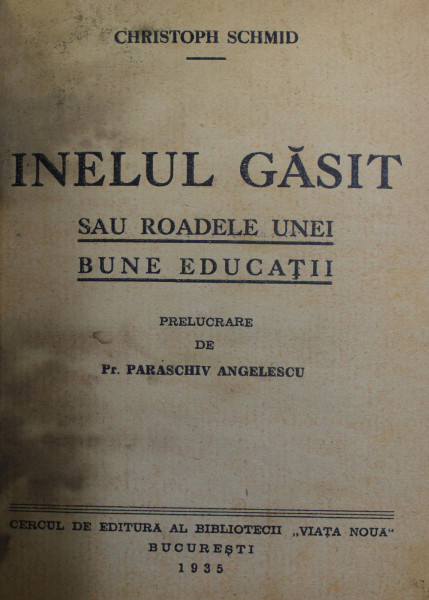 CHRISTOPH SCHMID
INELUL GĂSIT
SAU ROADELE UNEI
BUNE EDUCAŢII
PRELUCRARE
DE
Pr. PARASCHIV ANGELESCU
CERCUL DE EDITURA AL BIBLIOTECII „VIAŢA NOUĂ“
BUCUREŞTI
1935